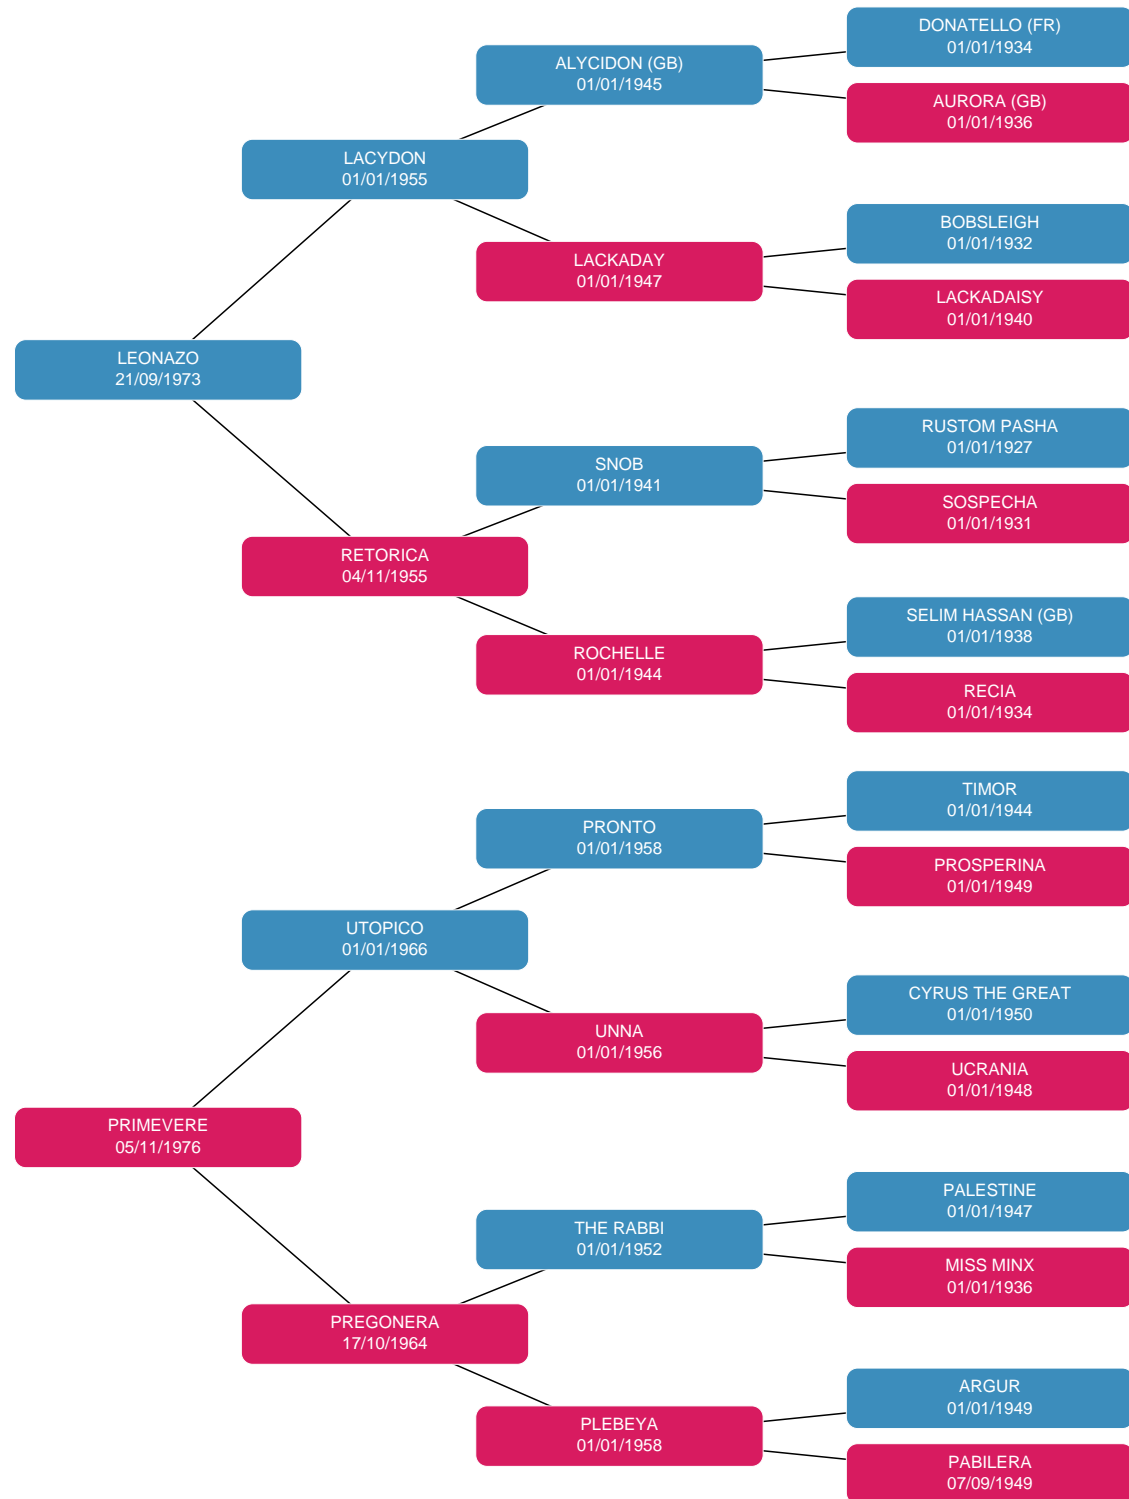 DONATELLO (FR)
01/01/1934
ALYCIDON (GB)
01/01/1945
AURORA (GB)
01/01/1936
LACYDON
01/01/1955
BOBSLEIGH
01/01/1932
LACKADAY
01/01/1947
LACKADAISY
01/01/1940
LEONAZO
21/09/1973
RUSTOM PASHA
01/01/1927
SNOB
01/01/1941
SOSPECHA
01/01/1931
RETORICA
04/11/1955
SELIM HASSAN (GB)
01/01/1938
ROCHELLE
01/01/1944
RECIA
01/01/1934
TIMOR
01/01/1944
PRONTO
01/01/1958
PROSPERINA
01/01/1949
UTOPICO
01/01/1966
CYRUS THE GREAT
01/01/1950
UNNA
01/01/1956
UCRANIA
01/01/1948
PRIMEVERE
05/11/1976
PALESTINE
01/01/1947
THE RABBI
01/01/1952
MISS MINX
01/01/1936
PREGONERA
17/10/1964
ARGUR
01/01/1949
PLEBEYA
01/01/1958
PABILERA
07/09/1949